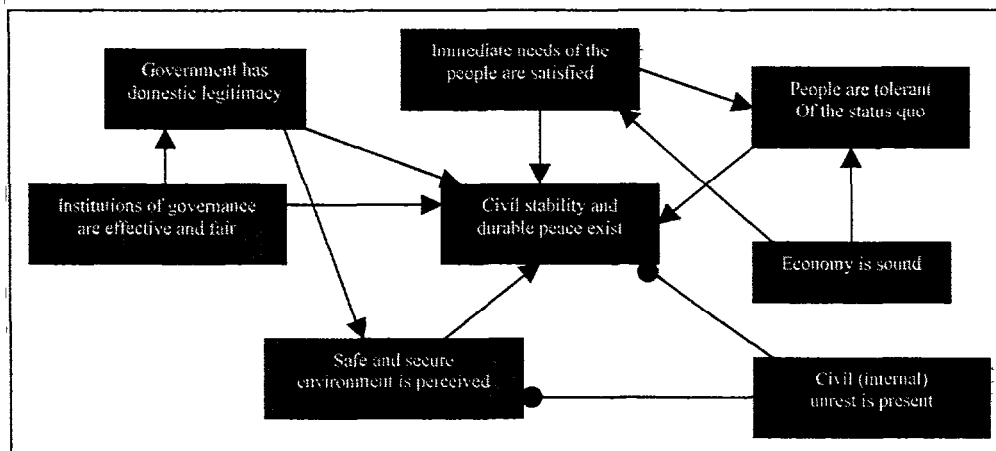 Government has
domestic legitimacy
Immediate needs of the
people are satisfied
People are tolerant
Of the status quo
Institutions of governance
are effective and fair
Civil stability and
durable peace exist
Economy is sound
Safe and secure
environment is perceived
Civil (internal)
unrest is present